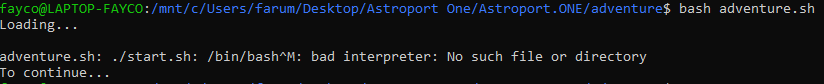 fayco@LAPTOP-FAYCO:/mnt/c/Users/farum/Desktop/Astroport One/Astroport.ONE/adventure$ bash adventure.sh
Loading...
adventure.sh: ./start.sh: /bin/bash^M: bad interpreter: No such file or directory
To continue...